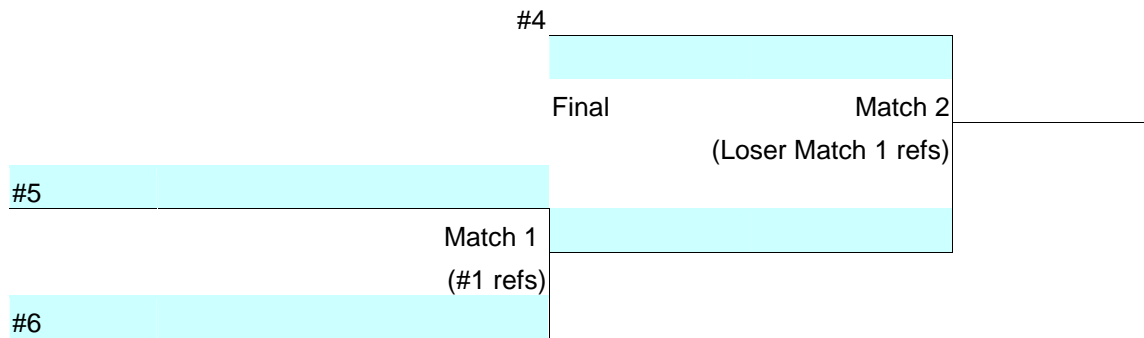 #4
Final Match 2
(Loser Match 1 refs)
#5
Match 1
(#1 refs)
#6